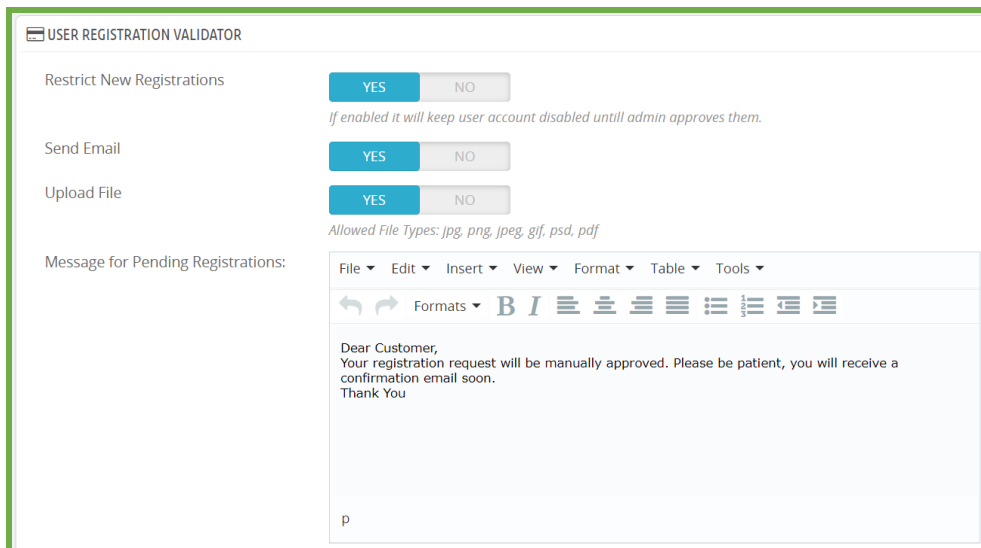 USER REGISTRATION VALIDATOR
Restrict New Registrations
YES NO
If enabled it will keep user account disabled untill admin approves them.
Send Email
YES NO
Upload File
YES NO
Allowed File Types: jpg, png, jpeg, gif, psd, pdf
Message for Pending Registrations:
File Edit Insert View Format Table Tools
Formats B I
Dear Customer,
Your registration request will be manually approved. Please be patient, you will receive a
confirmation email soon.
Thank You
p